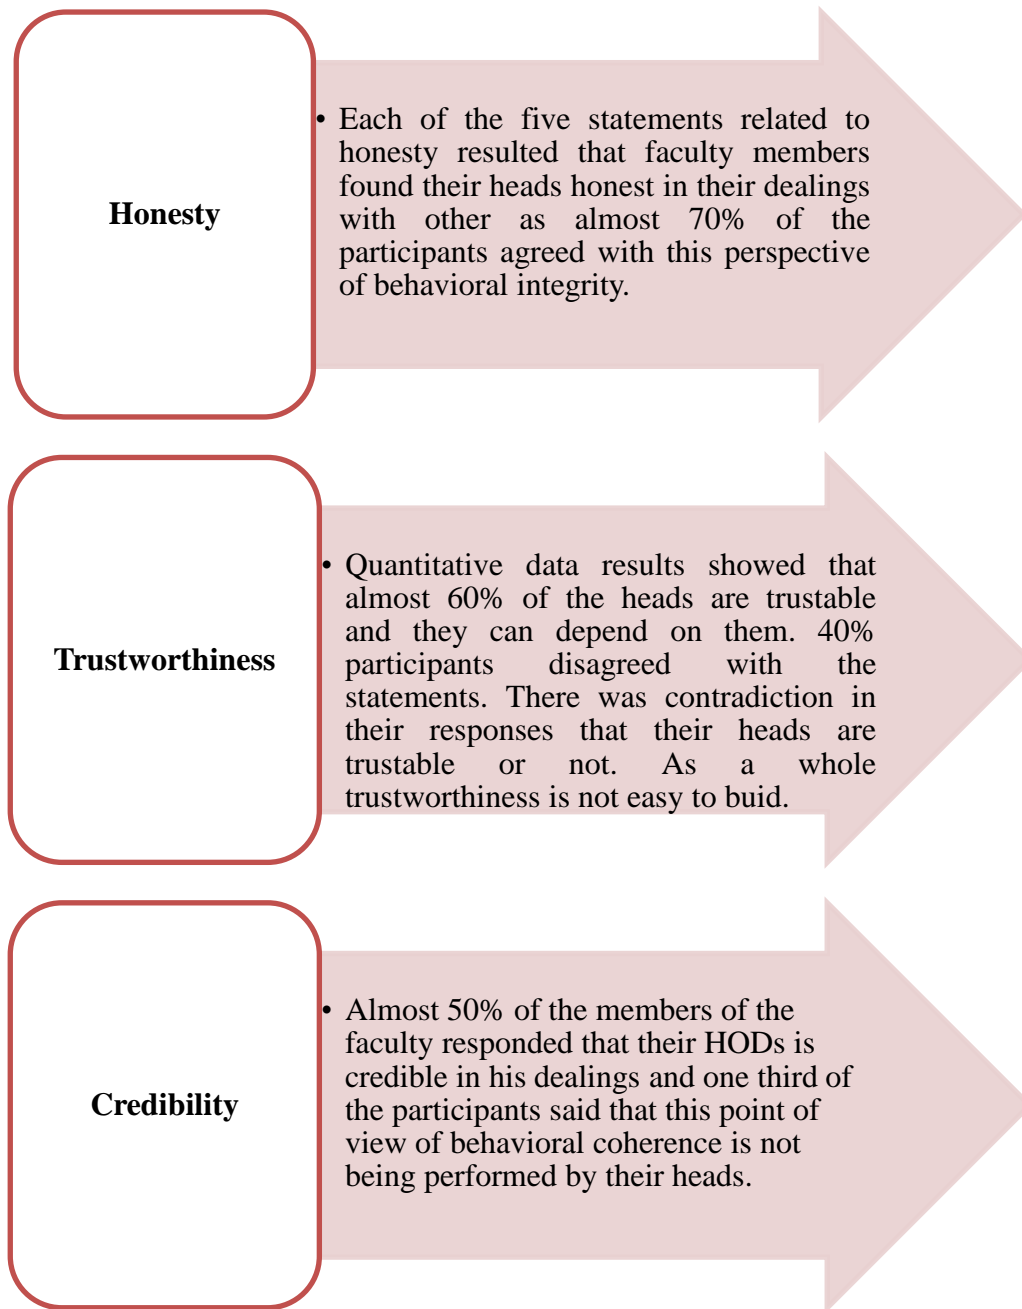 Honesty
• Each of the five statements related to
honesty resulted that faculty members
found their heads honest in their dealings
with other as almost 70% of the
participants agreed with this perspective
of behavioral integrity.
Trustworthiness
• Quantitative data results showed that
almost 60% of the heads are trustable
and they can depend on them. 40%
participants disagreed with the
statements. There was contradiction in
their responses that their heads are
trustable or not. As a whole
trustworthiness is not easy to buid.
Credibility
• Almost 50% of the members of the
faculty responded that their HODs is
credible in his dealings and one third of
the participants said that this point of
view of behavioral coherence is not
being performed by their heads.